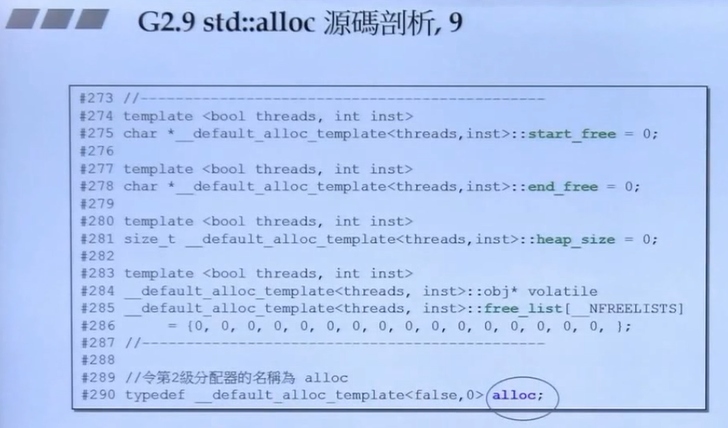 G2.9 std::alloc 源碼剖析, 9
#273 //----------------------------------------------
#274 template <bool threads, int inst>
#275 char *__default_alloc_template<threads,inst>::start_free = 0;
#276
#277 template <bool threads, int inst>
#278 char *__default_alloc_template<threads,inst>::end_free = 0;
#279
#280 template <bool threads, int inst>
#281 size_t __default_alloc_template<threads,inst>::heap_size = 0;
#282
#283 template <bool threads, int inst>
#284 __default_alloc_template<threads, inst>::obj* volatile
#285 __default_alloc_template<threads, inst>::free_list[__NFREELISTS]
#286 = {0, 0, 0, 0, 0, 0, 0, 0, 0, 0, 0, 0, 0, 0, 0, 0, };
#287 //----------------------------------------------
#288
#289 //令第2級分配器的名稱為 alloc
#290 typedef __default_alloc_template<false,0> alloc;